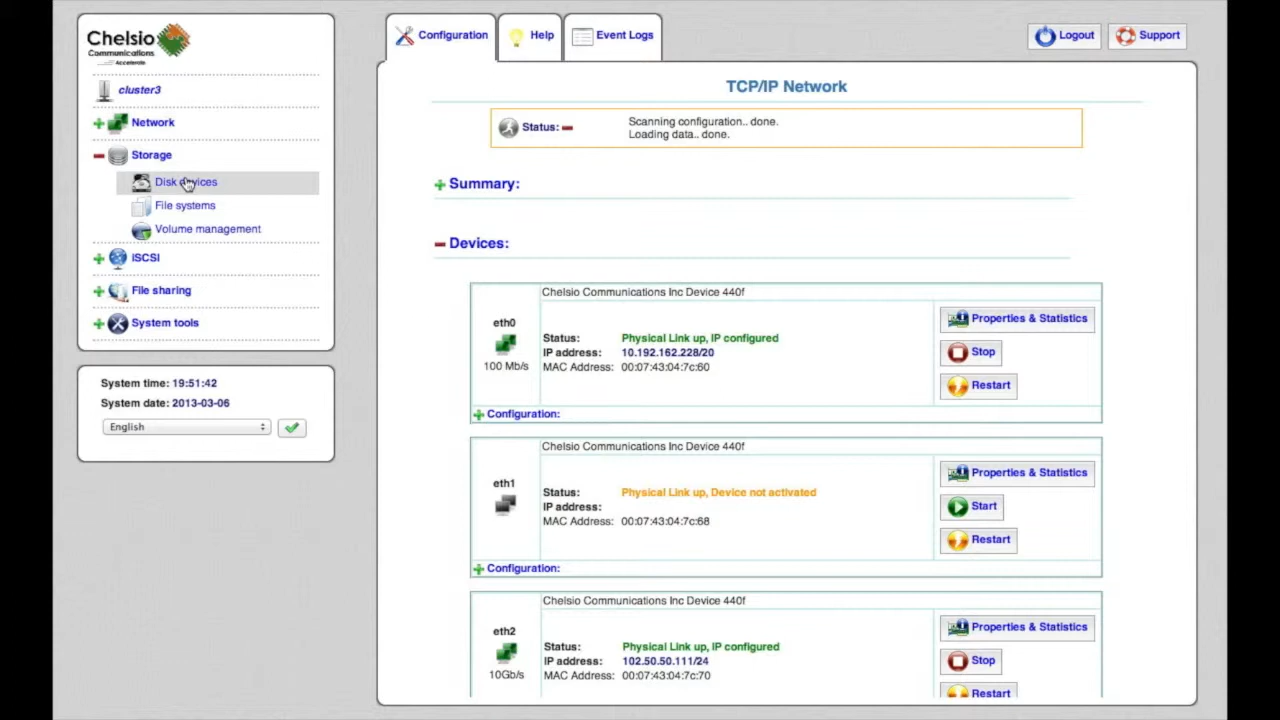 Chelsio
Communications
Accelerate
cluster3
Network
Storage
Disk devices
File systems
Volume management
iSCSI
File sharing
System tools
System time: 19:51:42
System date: 2013-03-06
English
Configuration
Help
Event Logs
Logout
Support
TCP/IP Network
Status:
Scanning configuration.. done.
Loading data.. done.
Summary:
Devices:
Chelsio Communications Inc Device 440f
eth0
100 Mb/s
Status: Physical Link up, IP configured
IP address: 10.192.162.228/20
MAC Address: 00:07:43:04:7c:60
Properties & Statistics
Stop
Restart
Configuration:
Chelsio Communications Inc Device 440f
eth1
Status: Physical Link up, Device not activated
IP address:
MAC Address: 00:07:43:04:7c:68
Properties & Statistics
Start
Restart
Configuration:
Chelsio Communications Inc Device 440f
eth2
10Gb/s
Status: Physical Link up, IP configured
IP address: 102.50.50.111/24
MAC Address: 00:07:43:04:7c:70
Properties & Statistics
Stop
Restart